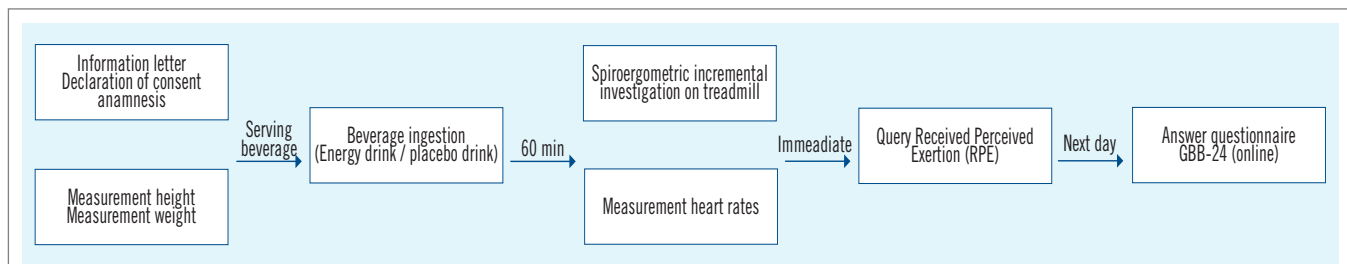 Information letter
Declaration of consent
anamnesis
Measurement height
Measurement weight
Serving
beverage
Beverage ingestion
(Energy drink / placebo drink)
60 min
Spiroergometric incremental
investigation on treadmill
Measurement heart rates
Immeadiate
Query Received Perceived
Exertion (RPE)
Next day
Answer questionnaire
GBB-24 (online)